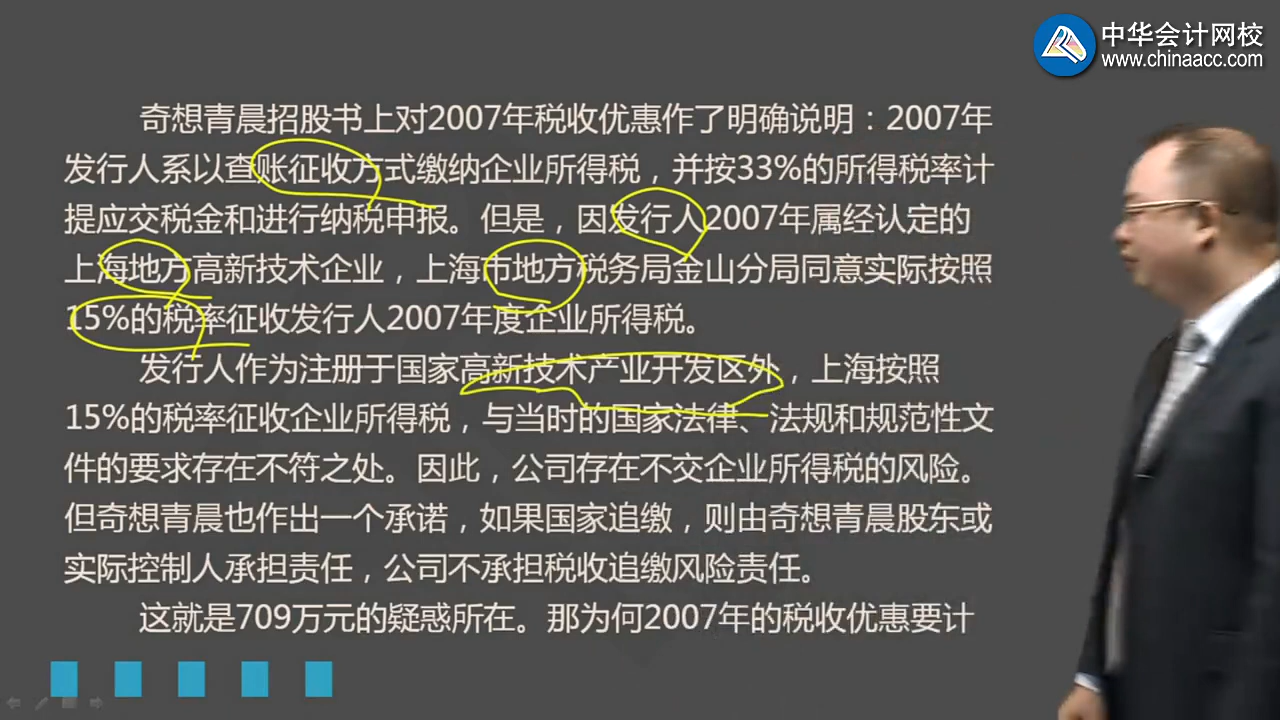 中华会计网校
www.chinaacc.com
奇想青晨招股书上对2007年税收优惠作了明确说明：2007年
发行人系以查账征收方式缴纳企业所得税，并按33%的所得税率计
提应交税金和进行纳税申报。但是，因发行人2007年属经认定的
上海地方高新技术企业，上海市地方税务局金山分局同意实际按照
15%的税率征收发行人2007年度企业所得税。
发行人作为注册于国家高新技术产业开发区外，上海按照
15%的税率征收企业所得税，与当时的国家法律、法规和规范性文
件的要求存在不符之处。因此，公司存在不交企业所得税的风险。
但奇想青晨也作出一个承诺，如果国家追缴，则由奇想青晨股东或
实际控制人承担责任，公司不承担税收追缴风险责任。
这就是709万元的疑惑所在。那为何2007年的税收优惠要计